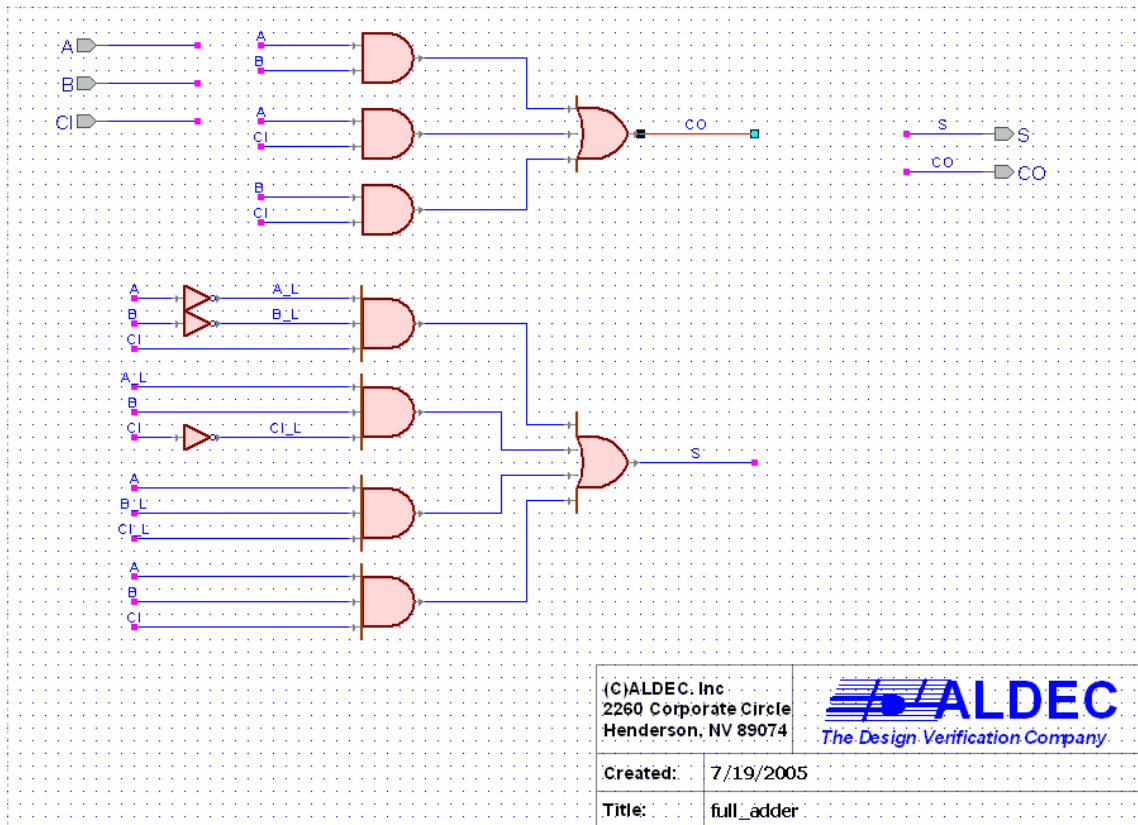 A
B
CI
A
B
A
CI
B
CI
CO
S
S
CO
CO
A
A_L
B
B_L
CI
A_L
B
CI
CI_L
A
B_L
CI_L
A
B
CI
S
(C)ALDEC. Inc
2260 Corporate Circle
Henderson, NV 89074
ALDEC
The Design Verification Company
Created: 7/19/2005
Title: full_adder